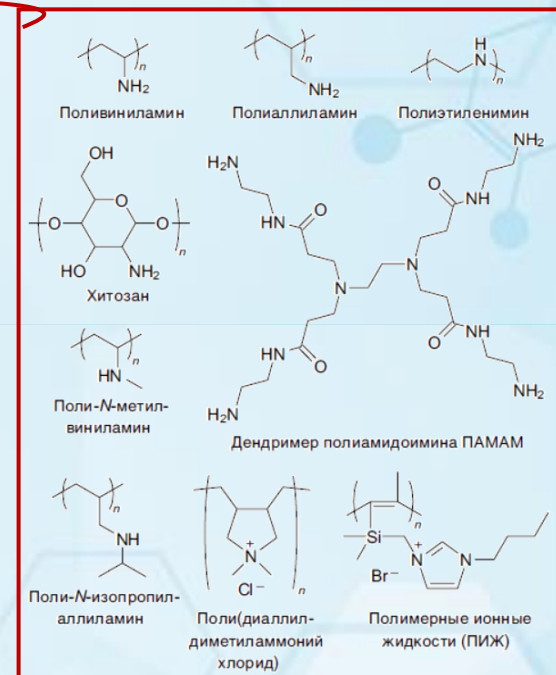 n
NH2
Поливиниламин
n
NH2
Полиаллиламин
H
N
n
Полиэтиленимин
OH
O
O
O
n
HO
NH2
Хитозан
n
HN
Поли-N-метил-
виниламин
H2N
NH2
HN
O
O
NH
N
N
HN
O
O
NH
H2N
NH2
Дендример полиамидоимина ПАМАМ
n
NH
Поли-N-изопропил-
аллиламин
+
N
Cl−
n
Поли(диаллил-
диметиламмоний
хлорид)
n
Si
+
N
N
Br−
Полимерные ионные
жидкости (ПИЖ)